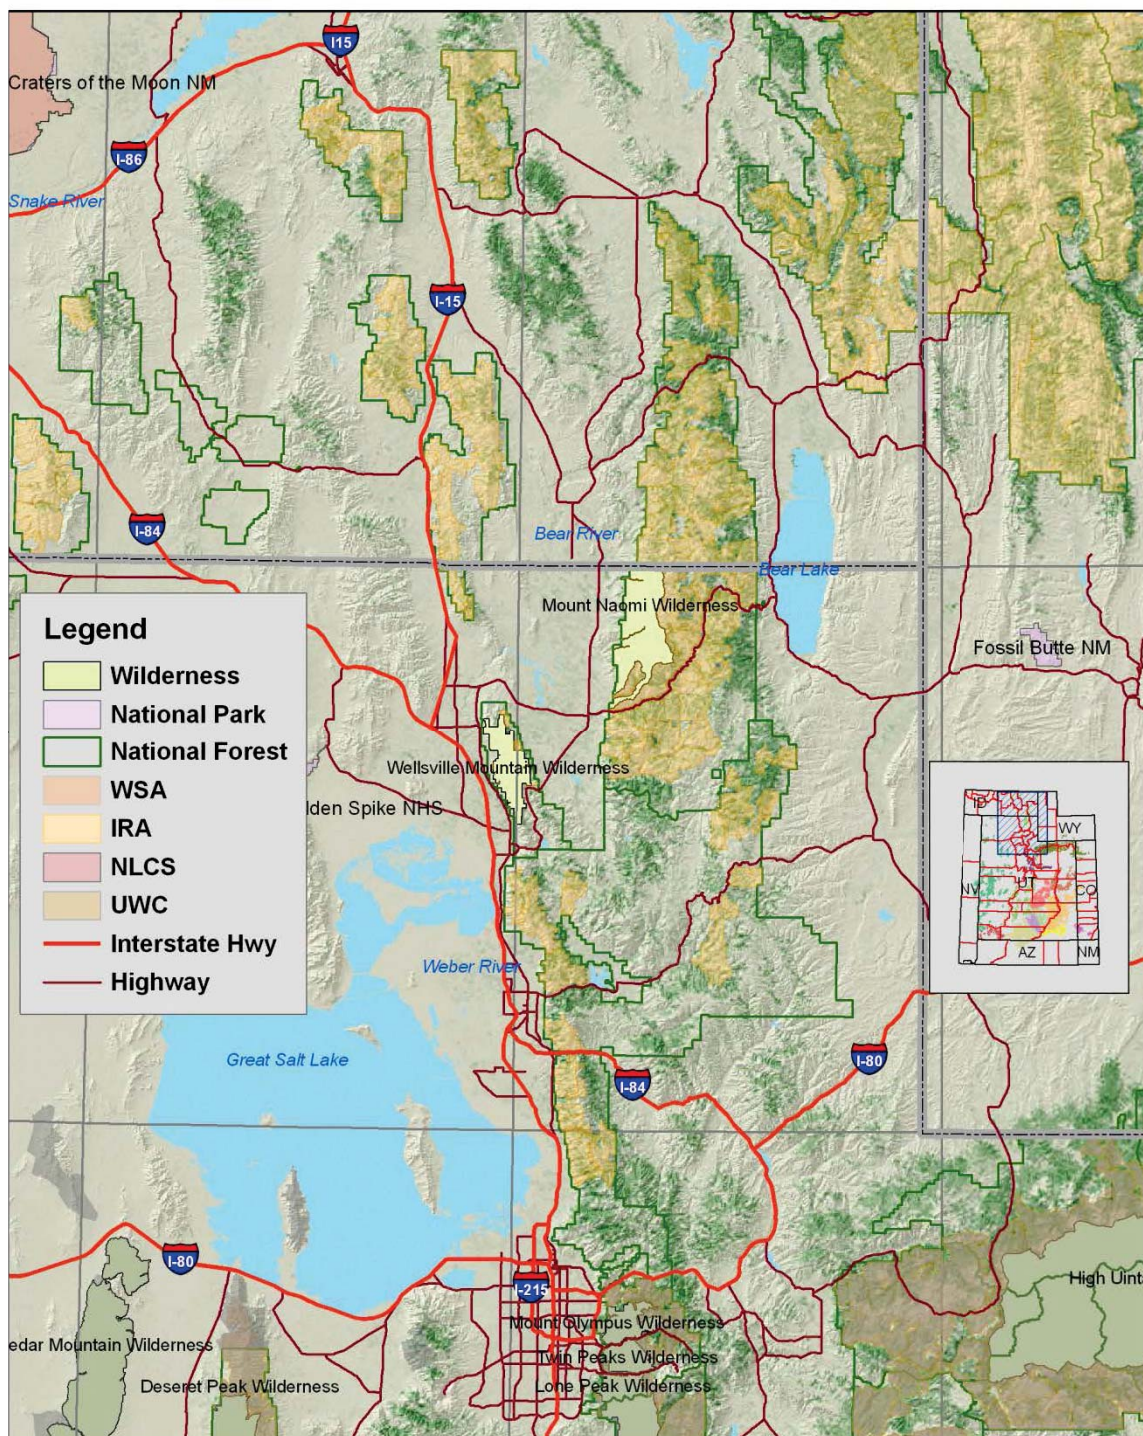 I15
Craters of the Moon NM
I-86
Snake River
I-15
I-84
Bear River
Bear Lake
Mount Naomi Wilderness
Legend
Wilderness
National Park
National Forest
WSA
IRA
NLCS
UWC
Interstate Hwy
Highway
Fossil Butte NM
Wellsville Mountain Wilderness
lden Spike NHS
ID
WY
NV
UT
CO
AZ
NM
Weber River
Great Salt Lake
I-80
I-84
I-80
High Uint
I-215
Mount Olympus Wilderness
edar Mountain Wilderness
Twin Peaks Wilderness
Deseret Peak Wilderness
Lone Peak Wilderness